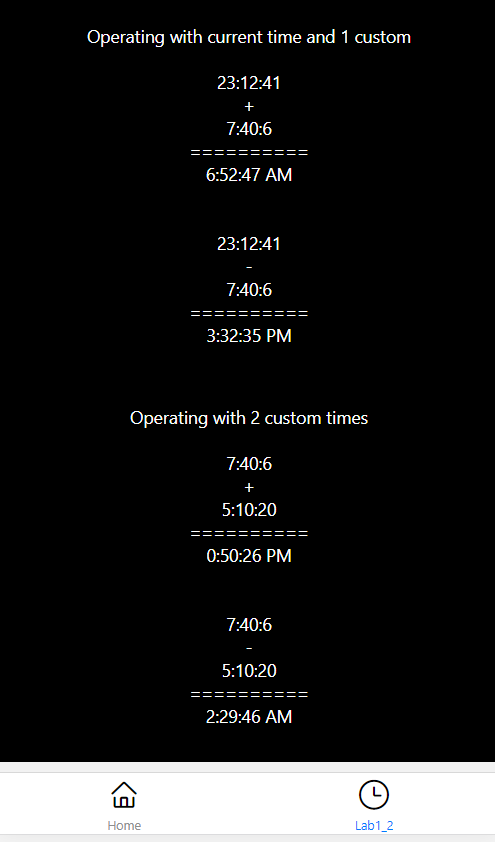 Operating with current time and 1 custom
23:12:41
+
7:40:6
==========
6:52:47 AM
23:12:41
-
7:40:6
==========
3:32:35 PM
Operating with 2 custom times
7:40:6
+
5:10:20
==========
0:50:26 PM
7:40:6
-
5:10:20
==========
2:29:46 AM
Home
Lab1_2